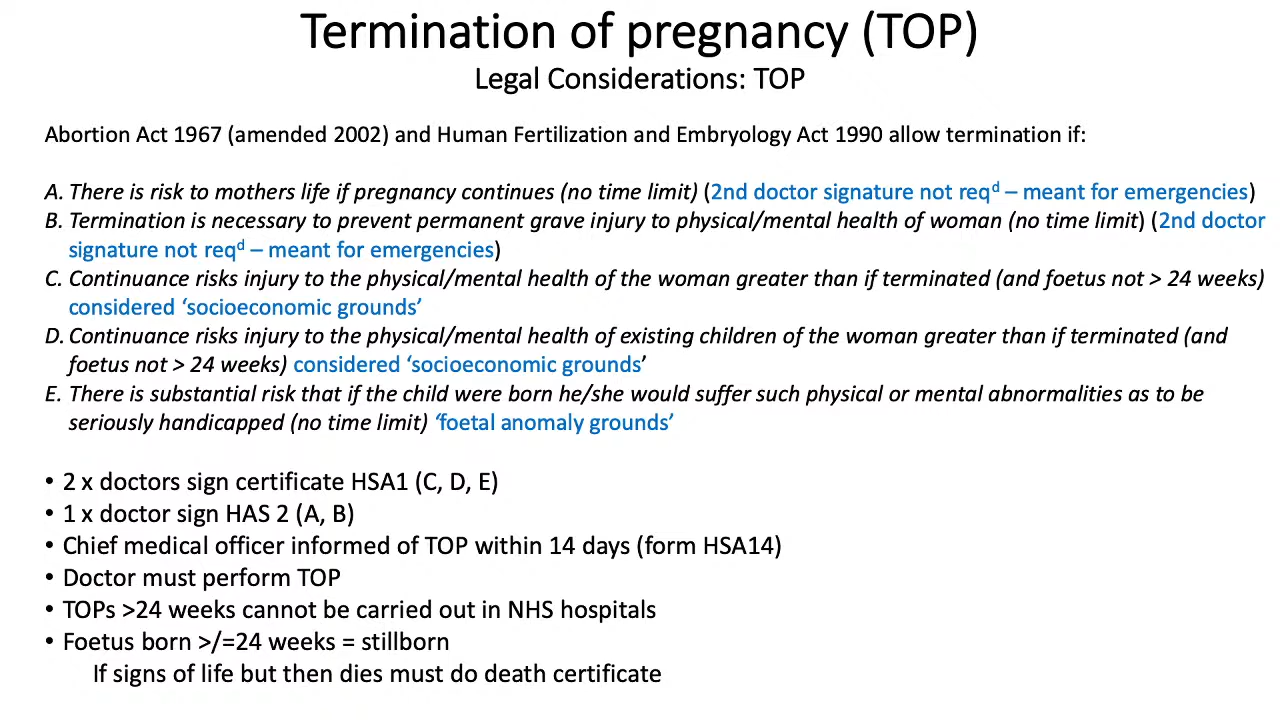 Termination of pregnancy (TOP)
Legal Considerations: TOP
Abortion Act 1967 (amended 2002) and Human Fertilization and Embryology Act 1990 allow termination if:
A. There is risk to mothers life if pregnancy continues (no time limit) (2nd doctor signature not reqᵈ – meant for emergencies)
B. Termination is necessary to prevent permanent grave injury to physical/mental health of woman (no time limit) (2nd doctor
signature not reqᵈ – meant for emergencies)
C. Continuance risks injury to the physical/mental health of the woman greater than if terminated (and foetus not > 24 weeks)
considered ‘socioeconomic grounds’
D. Continuance risks injury to the physical/mental health of existing children of the woman greater than if terminated (and
foetus not > 24 weeks) considered ‘socioeconomic grounds’
E. There is substantial risk that if the child were born he/she would suffer such physical or mental abnormalities as to be
seriously handicapped (no time limit) ‘foetal anomaly grounds’
• 2 x doctors sign certificate HSA1 (C, D, E)
• 1 x doctor sign HAS 2 (A, B)
• Chief medical officer informed of TOP within 14 days (form HSA14)
• Doctor must perform TOP
• TOPs >24 weeks cannot be carried out in NHS hospitals
• Foetus born >/=24 weeks = stillborn
If signs of life but then dies must do death certificate